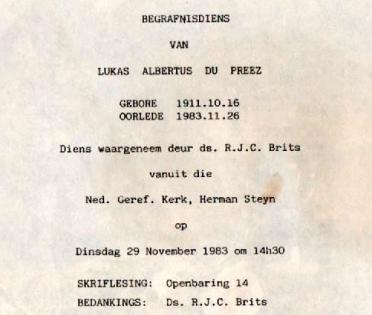 BEGRAFNISDIENS
VAN
LUKAS ALBERTUS DU PREEZ
GEBORE 1911.10.16
OORLEDE 1983.11.26
Diens waargeneem deur ds. R.J.C. Brits
vanuit die
Ned. Geref. Kerk, Herman Steyn
op
Dinsdag 29 November 1983 om 14h30
SKRIFLESING: Openbaring 14
BEDANKINGS: Ds. R.J.C. Brits